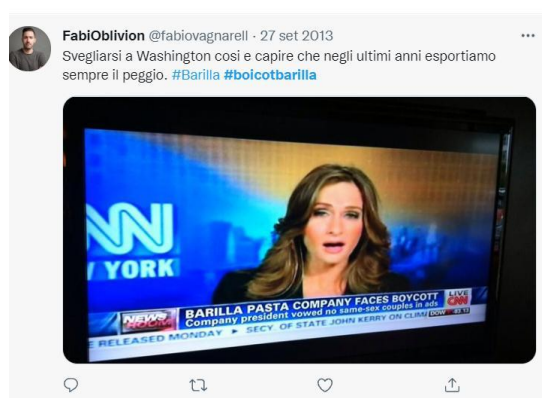 FabiOblivion @fabiovagnarell · 27 set 2013
Svegliarsi a Washington cosi e capire che negli ultimi anni esportiamo
sempre il peggio. #Barilla #boicotbarilla
NN
/ YORK
BARILLA PASTA COMPANY FACES BOYCOTT
LIVE
CNN
NEWS
ROOM
Company president vowed no same-sex couples in ads
DOW
E RELEASED MONDAY ▸ SECY. OF STATE JOHN KERRY ON CLIM